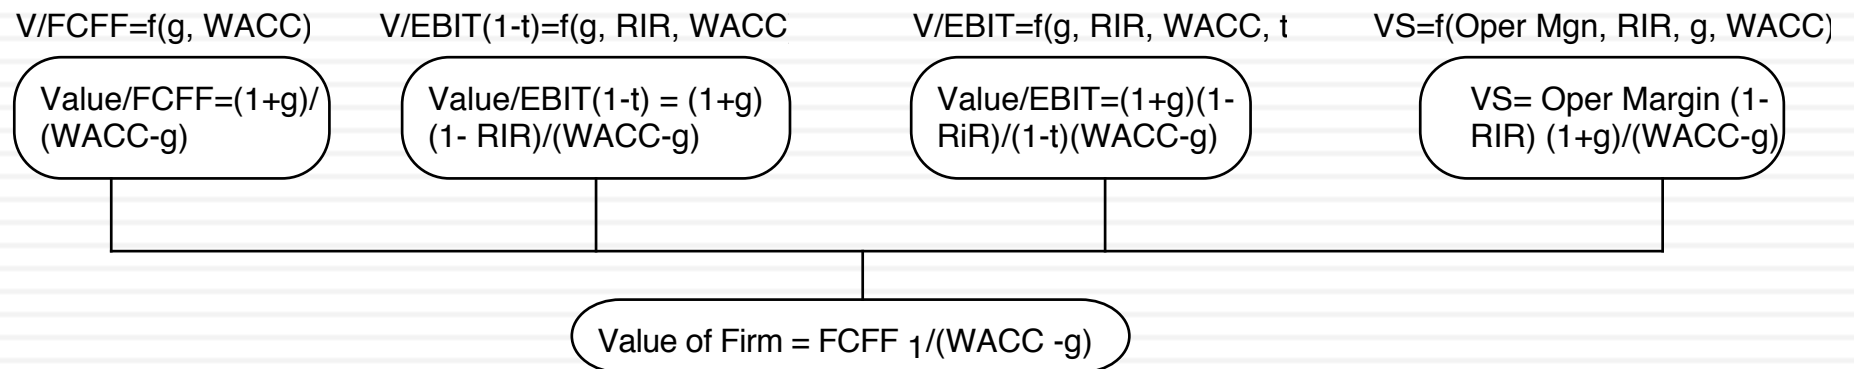 V/FCFF=f(g, WACC)
V/EBIT(1-t)=f(g, RIR, WACC
V/EBIT=f(g, RIR, WACC, t
VS=f(Oper Mgn, RIR, g, WACC)
Value/FCFF=(1+g)/
(WACC-g)
Value/EBIT(1-t) = (1+g)
(1- RIR)/(WACC-g)
Value/EBIT=(1+g)(1-
RiR)/(1-t)(WACC-g)
VS= Oper Margin (1-
RIR) (1+g)/(WACC-g)
Value of Firm = FCFF 1/(WACC -g)